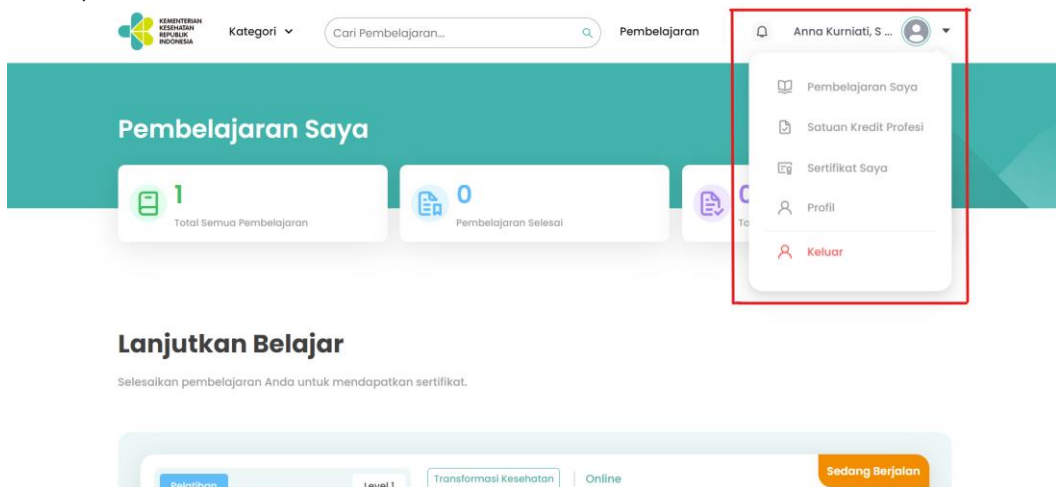 KEMENTERIAN
KESEHATAN
REPUBLIK
INDONESIA
Kategori
Cari Pembelajaran...
Pembelajaran
Anna Kurniati, S ...
Pembelajaran Saya
Satuan Kredit Profesi
Sertifikat Saya
Profil
Keluar
Pembelajaran Saya
1
Total Semua Pembelajaran
0
Pembelajaran Selesai
Lanjutkan Belajar
Selesaikan pembelajaran Anda untuk mendapatkan sertifikat.
Pelatihan
Level 1
Transformasi Kesehatan
Online
Sedang Berjalan